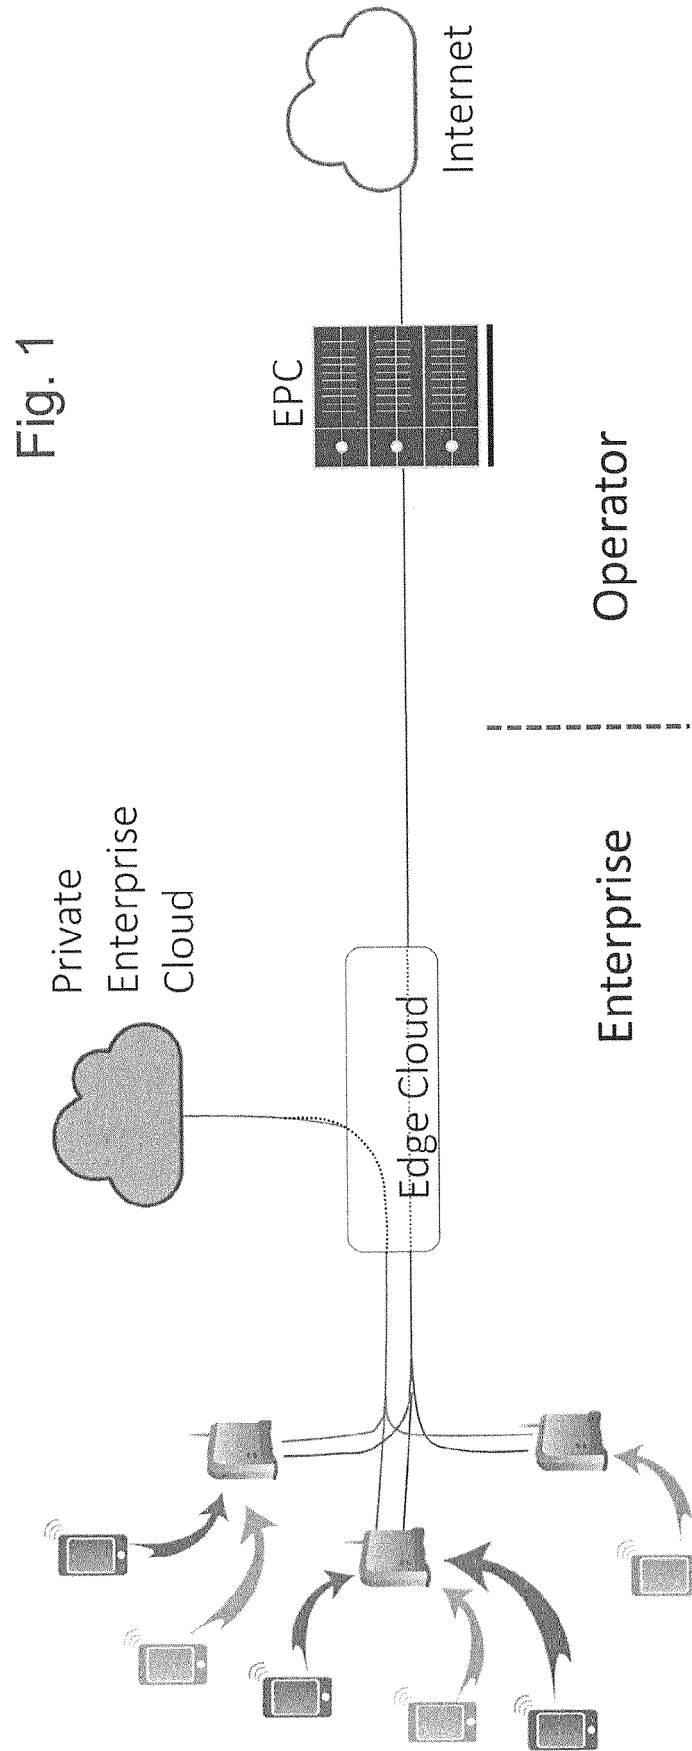 Fig. 1
Private
Enterprise
Cloud
EPC
Internet
Edge Cloud
Enterprise
Operator